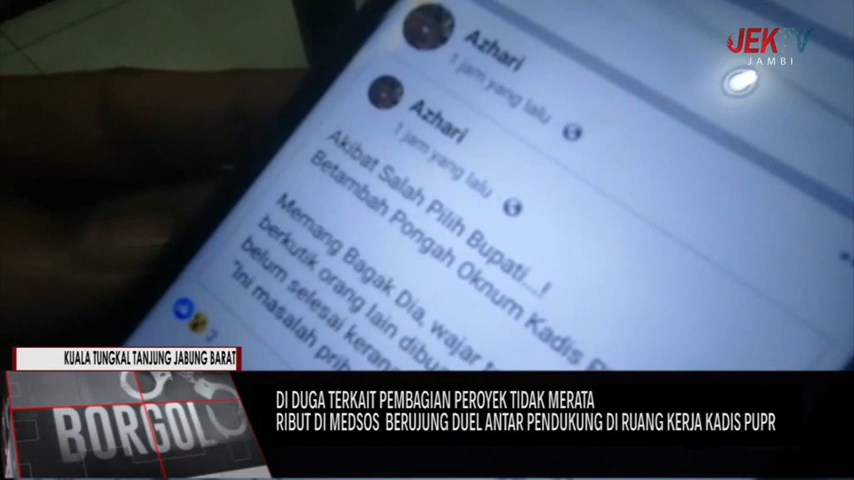 JEKTV
JAMBI
Azhari
1 jam yang lalu
Azhari
1 jam yang lalu
Akibat Salah Pilih Bupati...!
Betambah Pongah Oknum Kadis
Memang Bagak Dia, wajar
berkutik orang lain
belum selesai
"Ini masalah
2
KUALA TUNGKAL TANJUNG JABUNG BARAT
BORGOL
DI DUGA TERKAIT PEMBAGIAN PEROYEK TIDAK MERATA
RIBUT DI MEDSOS BERUJUNG DUEL ANTAR PENDUKUNG DI RUANG KERJA KADIS PUPR